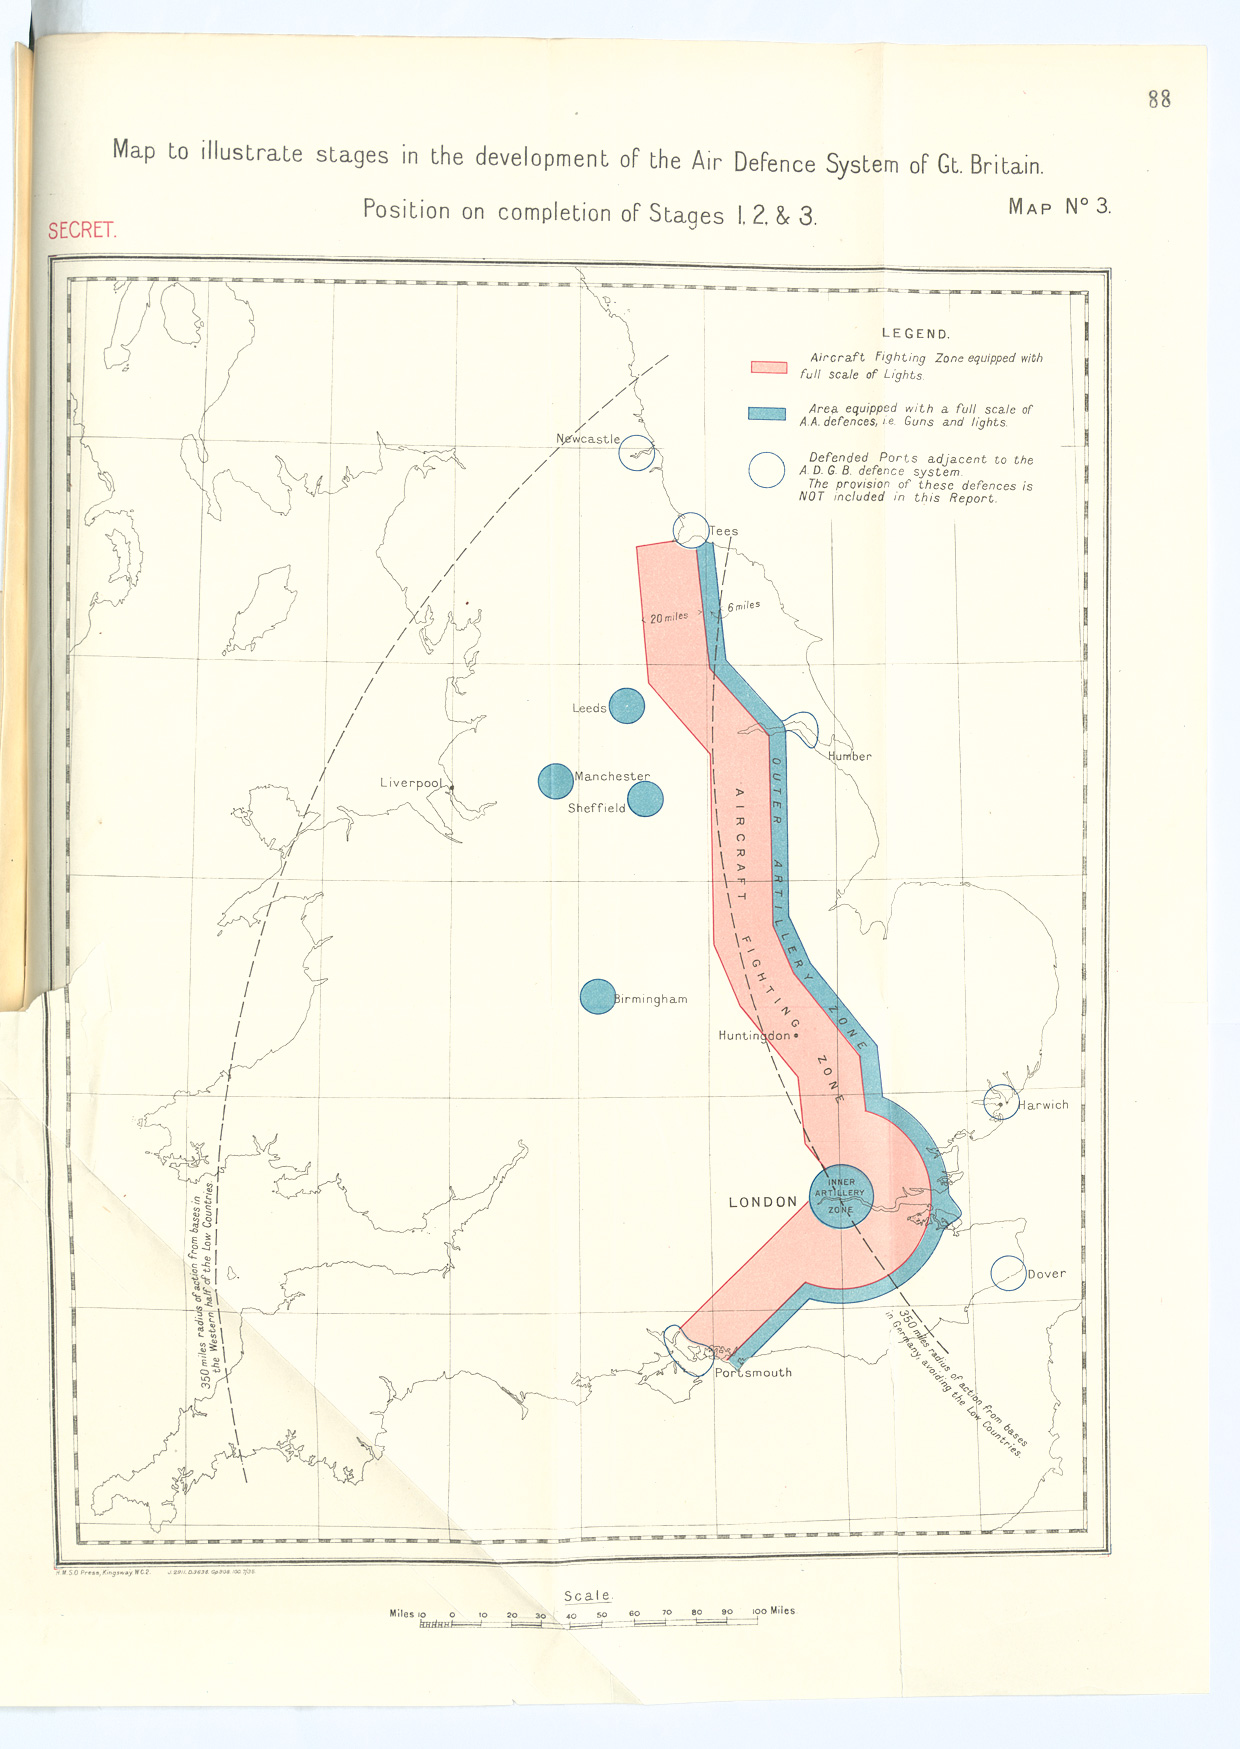 88
Map to illustrate stages in the development of the Air Defence System of Gt. Britain.
Position on completion of Stages 1, 2, & 3.
MAP Nº 3.
SECRET.
LEGEND.
Aircraft Fighting Zone equipped with
full scale of Lights.
Area equipped with a full scale of
A.A. defences, i.e. Guns and lights.
Defended Ports adjacent to the
A.D.G.B. defence system.
The provision of these defences is
NOT included in this Report.
Newcastle
Tees
20 miles
6 miles
Leeds
Manchester
Sheffield
Liverpool
Humber
OUTER ARTILLERY ZONE
AIRCRAFT FIGHTING ZONE
Birmingham
Huntingdon
Harwich
LONDON
INNER
ARTILLERY
ZONE
Dover
Portsmouth
350 miles radius of action from bases in
the Western half of the Low Countries.
350 miles radius of action from bases
in Germany, avoiding the Low Countries.
H.M.S.O. Press, Kingsway, W.C.2.
Scale.
Miles 10 0 10 20 30 40 50 60 70 80 90 100 Miles